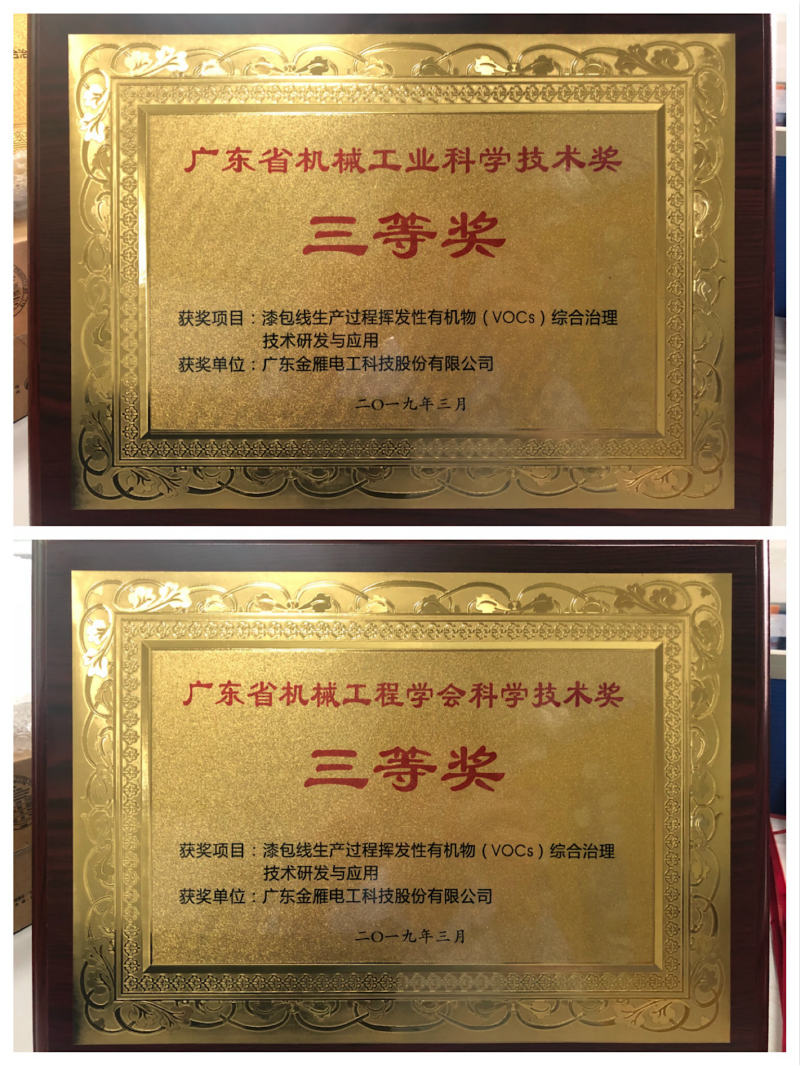 广东省机械工业科学技术奖
三等奖
获奖项目：漆包线生产过程挥发性有机物（VOCs）综合治理
技术研发与应用
获奖单位：广东金雁电工科技股份有限公司
二〇一九年三月
广东省机械工程学会科学技术奖
三等奖
获奖项目：漆包线生产过程挥发性有机物（VOCs）综合治理
技术研发与应用
获奖单位：广东金雁电工科技股份有限公司
二〇一九年三月